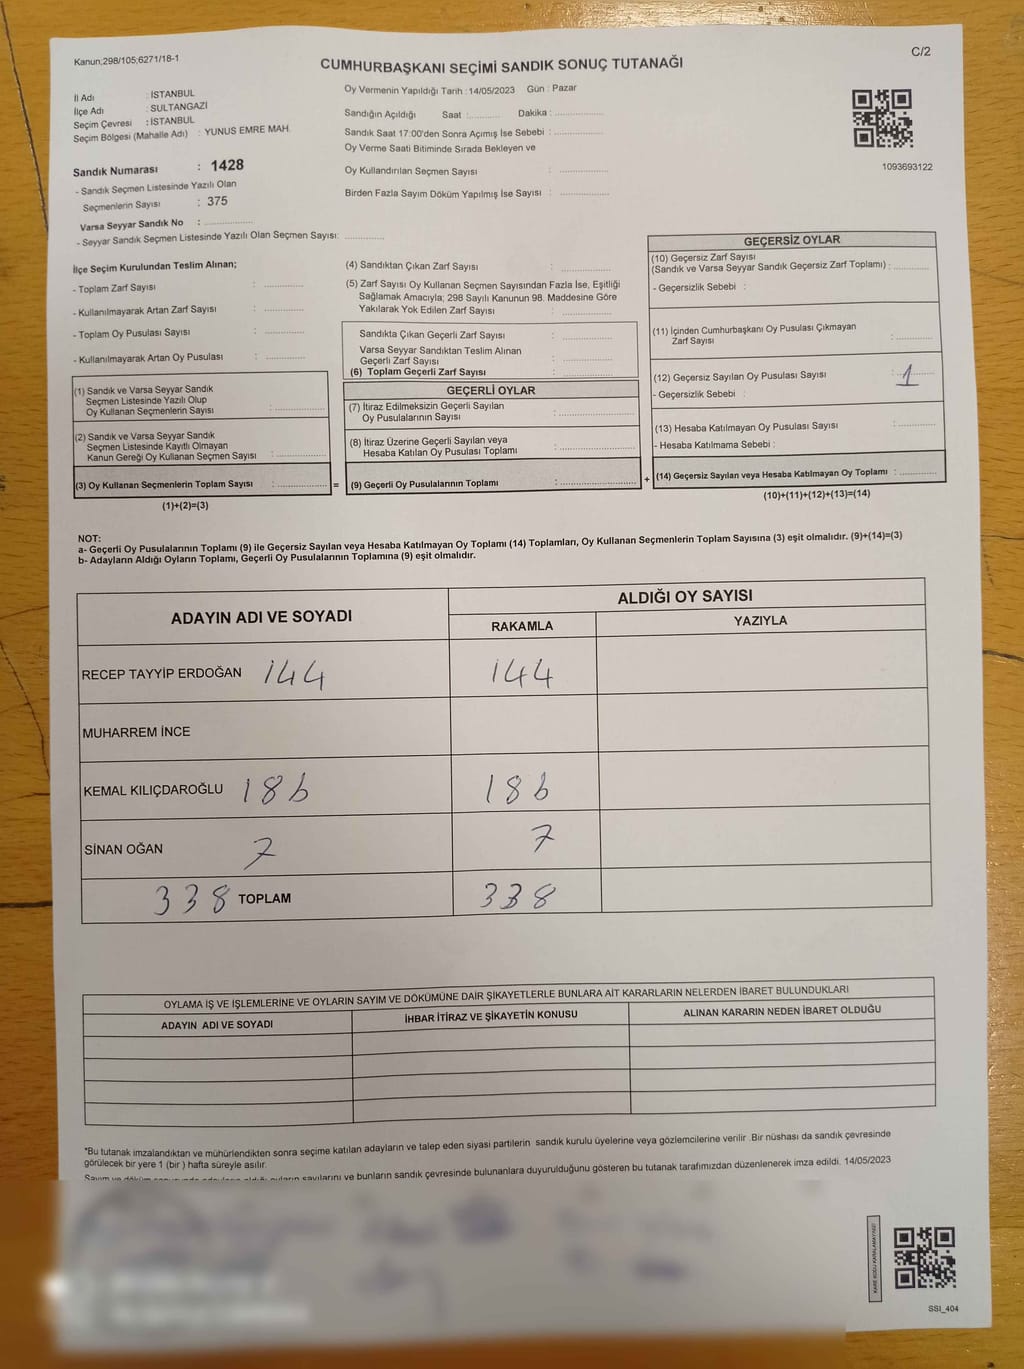 Kanun;298/105;6271/18-1
C/2
CUMHURBAŞKANI SEÇİMİ SANDIK SONUÇ TUTANAĞI
İl Adı : İSTANBUL
İlçe Adı : SULTANGAZİ
Seçim Çevresi : İSTANBUL
Seçim Bölgesi (Mahalle Adı) : YUNUS EMRE MAH.
Sandık Numarası : 1428
- Sandık Seçmen Listesinde Yazılı Olan
Seçmenlerin Sayısı : 375
Varsa Seyyar Sandık No : ..............
- Seyyar Sandık Seçmen Listesinde Yazılı Olan Seçmen Sayısı: ............
Oy Vermenin Yapıldığı Tarih : 14/05/2023 Gün : Pazar
Sandığın Açıldığı Saat : .......... Dakika : ..............
Sandık Saat 17:00'den Sonra Açımış İse Sebebi : ..............
Oy Verme Saati Bitiminde Sırada Bekleyen ve
Oy Kullandırılan Seçmen Sayısı : ..............
Birden Fazla Sayım Döküm Yapılmış İse Sayısı : ..............
1093693122
İlçe Seçim Kurulundan Teslim Alınan;
- Toplam Zarf Sayısı : ............
- Kullanılmayarak Artan Zarf Sayısı : ............
- Toplam Oy Pusulası Sayısı : ............
- Kullanılmayarak Artan Oy Pusulası : ............
(1) Sandık ve Varsa Seyyar Sandık
Seçmen Listesinde Yazılı Olup
Oy Kullanan Seçmenlerin Sayısı : ..............
(2) Sandık ve Varsa Seyyar Sandık
Seçmen Listesinde Kayıtlı Olmayan
Kanun Gereği Oy Kullanan Seçmen Sayısı : ..............
(3) Oy Kullanan Seçmenlerin Toplam Sayısı : ..............
(1)+(2)=(3)
=
(4) Sandıktan Çıkan Zarf Sayısı : ..............
(5) Zarf Sayısı Oy Kullanan Seçmen Sayısından Fazla İse, Eşitliği
Sağlamak Amacıyla; 298 Sayılı Kanunun 98. Maddesine Göre
Yakılarak Yok Edilen Zarf Sayısı : ..............
Sandıkta Çıkan Geçerli Zarf Sayısı : ..............
Varsa Seyyar Sandıktan Teslim Alınan
Geçerli Zarf Sayısı : ..............
(6) Toplam Geçerli Zarf Sayısı : ..............
GEÇERLİ OYLAR
(7) İtiraz Edilmeksizin Geçerli Sayılan
Oy Pusulalarının Sayısı : ..............
(8) İtiraz Üzerine Geçerli Sayılan veya
Hesaba Katılan Oy Pusulası Toplamı : ..............
(9) Geçerli Oy Pusulalarının Toplamı : ..............
+
GEÇERSİZ OYLAR
(10) Geçersiz Zarf Sayısı
(Sandık ve Varsa Seyyar Sandık Geçersiz Zarf Toplamı) : ..........
- Geçersizlik Sebebi :
(11) İçinden Cumhurbaşkanı Oy Pusulası Çıkmayan
Zarf Sayısı : ..........
(12) Geçersiz Sayılan Oy Pusulası Sayısı : 1
- Geçersizlik Sebebi :
(13) Hesaba Katılmayan Oy Pusulası Sayısı : ..........
- Hesaba Katılmama Sebebi :
(14) Geçersiz Sayılan veya Hesaba Katılmayan Oy Toplamı : ..........
(10)+(11)+(12)+(13)=(14)
NOT:
a- Geçerli Oy Pusulalarının Toplamı (9) ile Geçersiz Sayılan veya Hesaba Katılmayan Oy Toplamı (14) Toplamları, Oy Kullanan Seçmenlerin Toplam Sayısına (3) eşit olmalıdır. (9)+(14)=(3)
b- Adayların Aldığı Oyların Toplamı, Geçerli Oy Pusulalarının Toplamına (9) eşit olmalıdır.
ADAYIN ADI VE SOYADI
ALDIĞI OY SAYISI
RAKAMLA YAZIYLA
RECEP TAYYİP ERDOĞAN 144 144
MUHARREM İNCE
KEMAL KILIÇDAROĞLU 186 186
SİNAN OĞAN 7 7
338 TOPLAM 338
OYLAMA İŞ VE İŞLEMLERİNE VE OYLARIN SAYIM VE DÖKÜMÜNE DAİR ŞİKAYETLERLE BUNLARA AİT KARARLARIN NELERDEN İBARET BULUNDUKLARI
ADAYIN ADI VE SOYADI İHBAR İTİRAZ VE ŞİKAYETİN KONUSU ALINAN KARARIN NEDEN İBARET OLDUĞU
*Bu tutanak imzalandıktan ve mühürlendikten sonra seçime katılan adayların ve talep eden siyasi partilerin sandık kurulu üyelerine veya gözlemcilerine verilir .Bir nüshası da sandık çevresinde
görülecek bir yere 1 (bir ) hafta süreyle asılır.
Sayım ve döküm sonucunda adayların aldığı oyların sayılarını ve bunların sandık çevresinde bulunanlara duyurulduğunu gösteren bu tutanak tarafımızdan düzenlenerek imza edildi. 14/05/2023
SSI_404